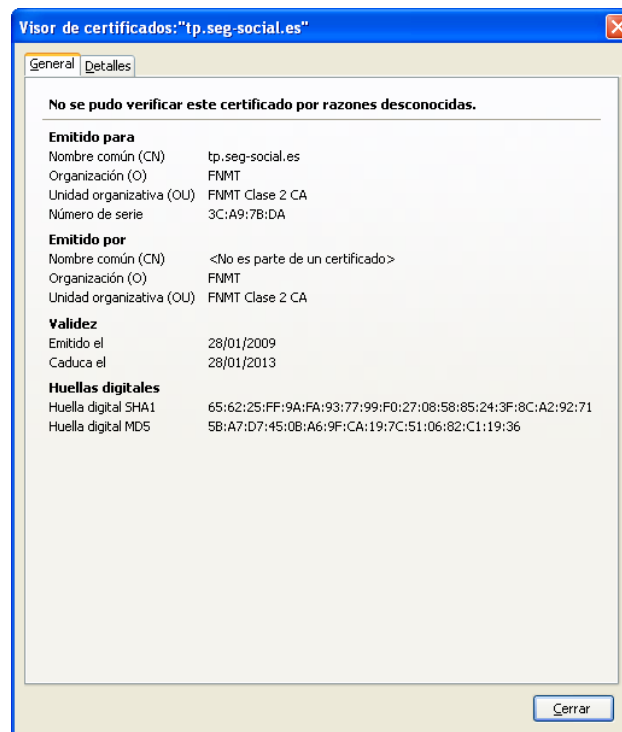 Visor de certificados:"tp.seg-social.es"
General Detalles
No se pudo verificar este certificado por razones desconocidas.
Emitido para
Nombre común (CN) tp.seg-social.es
Organización (O) FNMT
Unidad organizativa (OU) FNMT Clase 2 CA
Número de serie 3C:A9:7B:DA
Emitido por
Nombre común (CN) <No es parte de un certificado>
Organización (O) FNMT
Unidad organizativa (OU) FNMT Clase 2 CA
Validez
Emitido el 28/01/2009
Caduca el 28/01/2013
Huellas digitales
Huella digital SHA1 65:62:25:FF:9A:FA:93:77:99:F0:27:08:58:85:24:3F:8C:A2:92:71
Huella digital MD5 5B:A7:D7:45:0B:A6:9F:CA:19:7C:51:06:82:C1:19:36
Cerrar